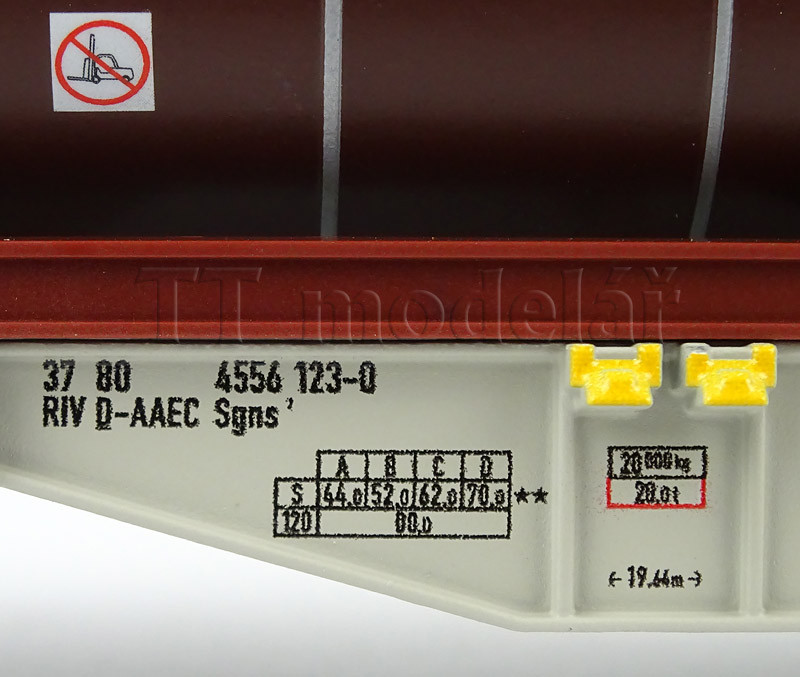 TT modelář
37 80 4556 123-0
RIV D-AAEC Sgns ⁷
A B C D
S 44,0 52,0 62,0 70,0 **
120 00,0
20 000 kg
20,0 t
← 19,64m →